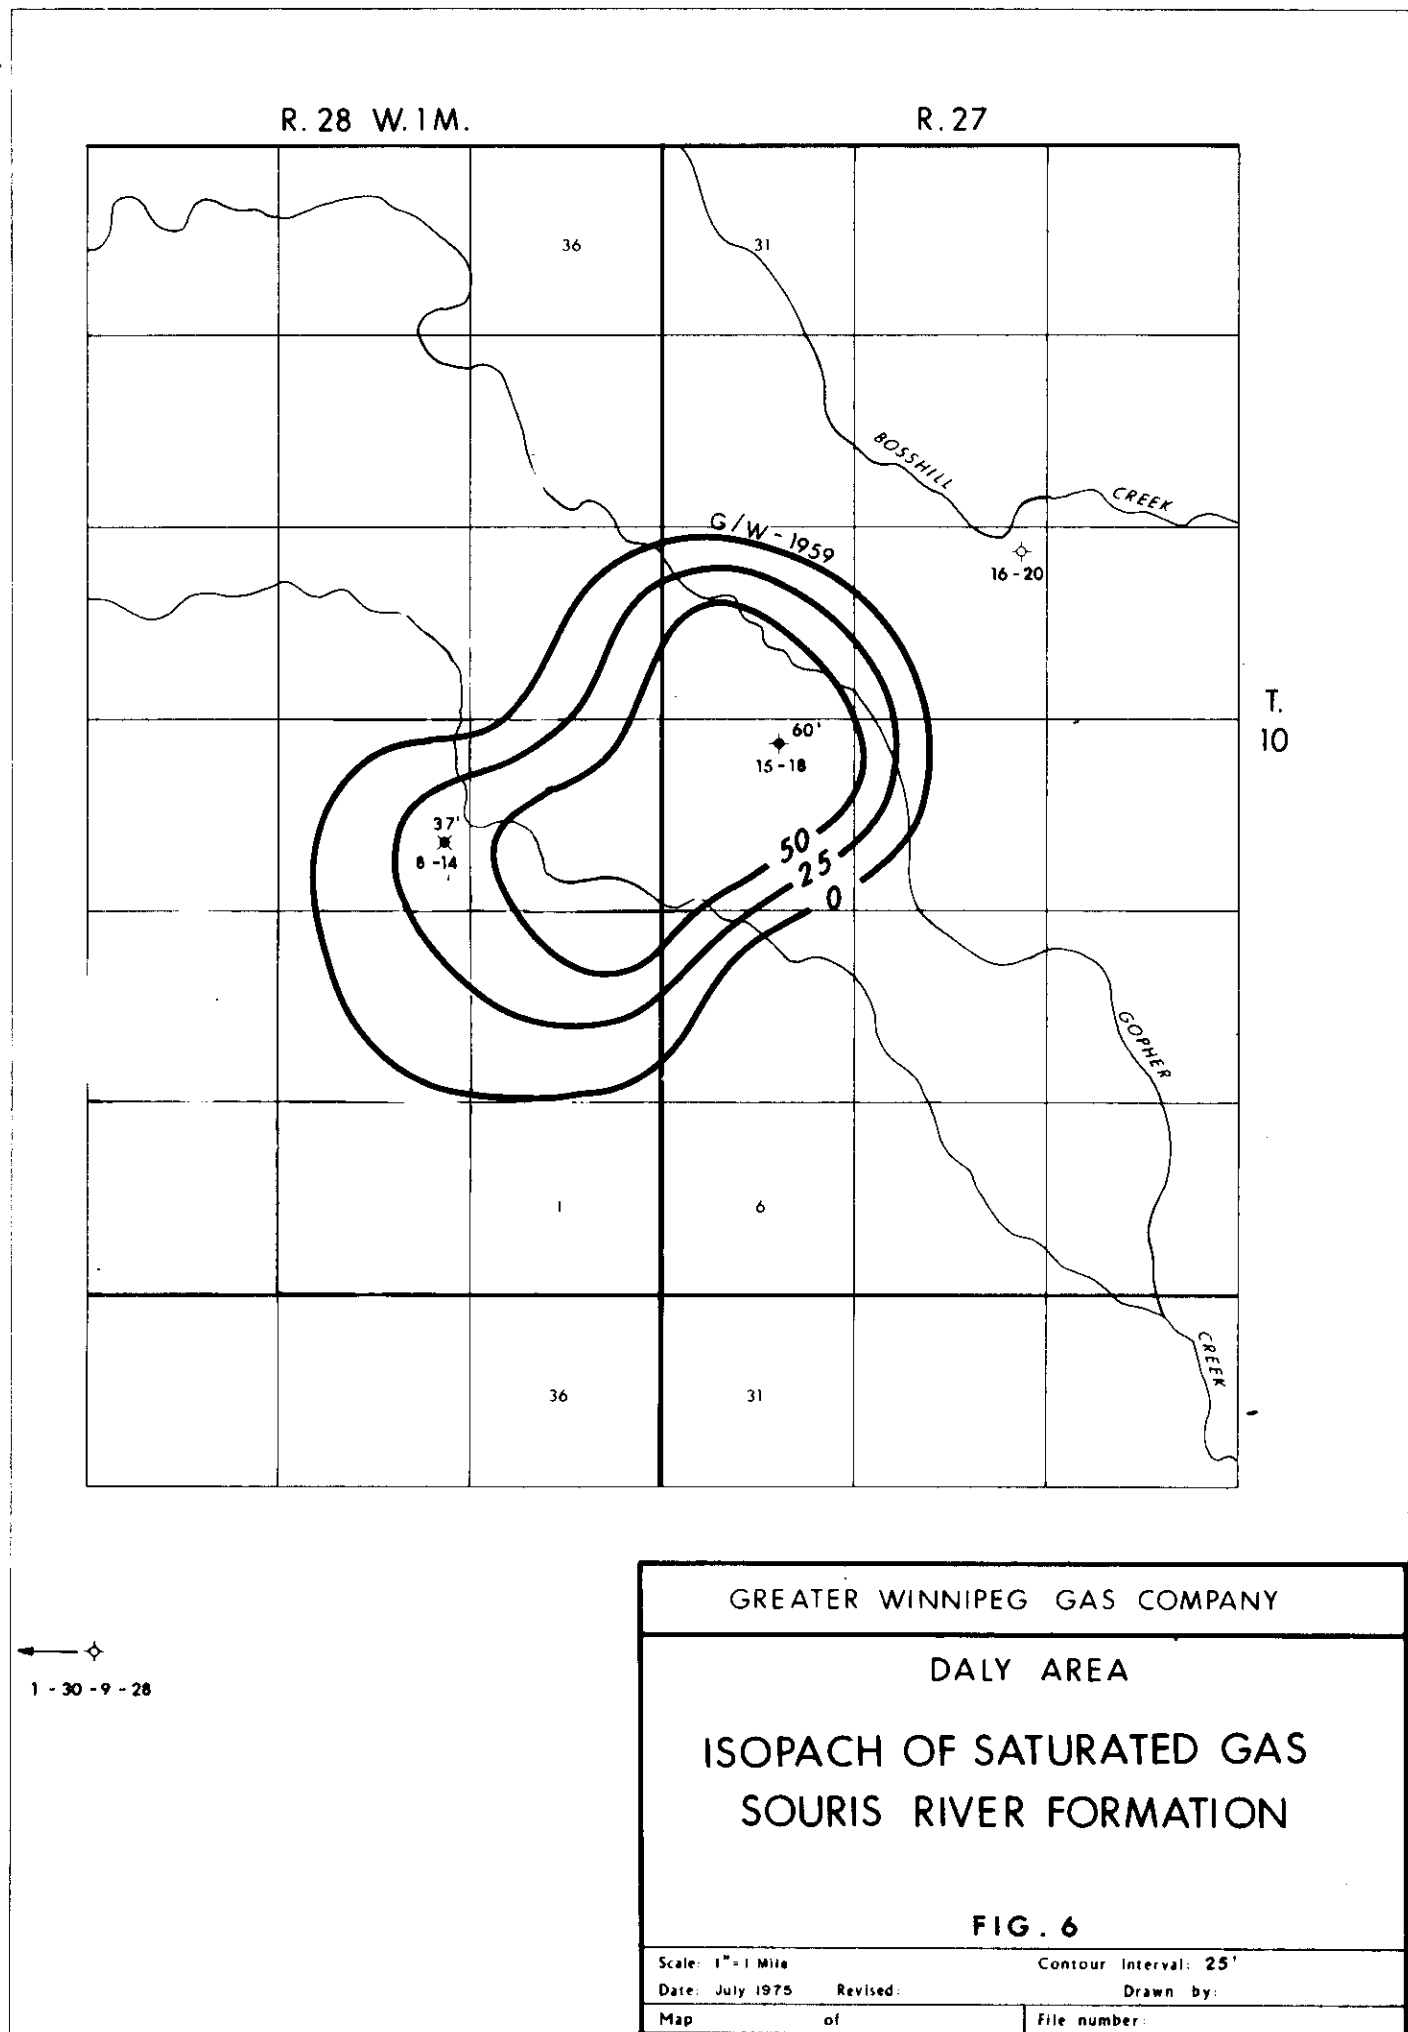 R. 28 W. 1 M.
R. 27
36
31
BOSSHILL
CREEK
G/W - 1959
16 - 20
T.
10
60'
15 - 18
37'
8 - 14
50
25
0
GOPHER
1
6
CREEK
36
31
1 - 30 - 9 - 28
GREATER WINNIPEG GAS COMPANY
DALY AREA
ISOPACH OF SATURATED GAS
SOURIS RIVER FORMATION
FIG. 6
Scale: 1" = 1 Mile
Contour Interval: 25'
Date: July 1975 Revised:
Drawn by:
Map of
File number: